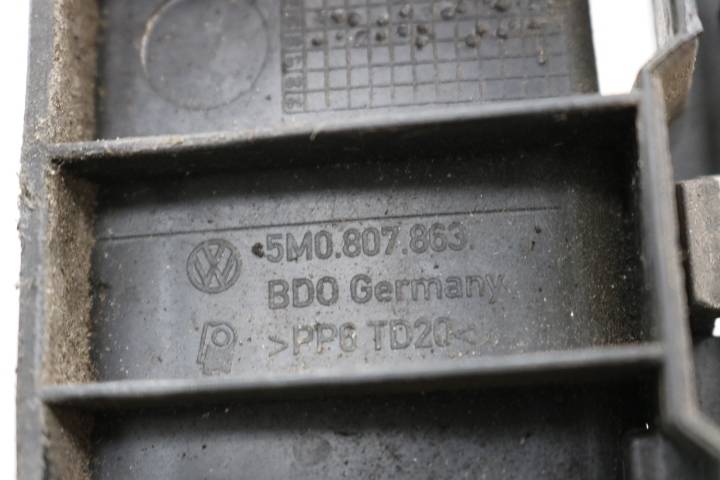 5M0.807.863.
BDO Germany
>PP6 TD20<